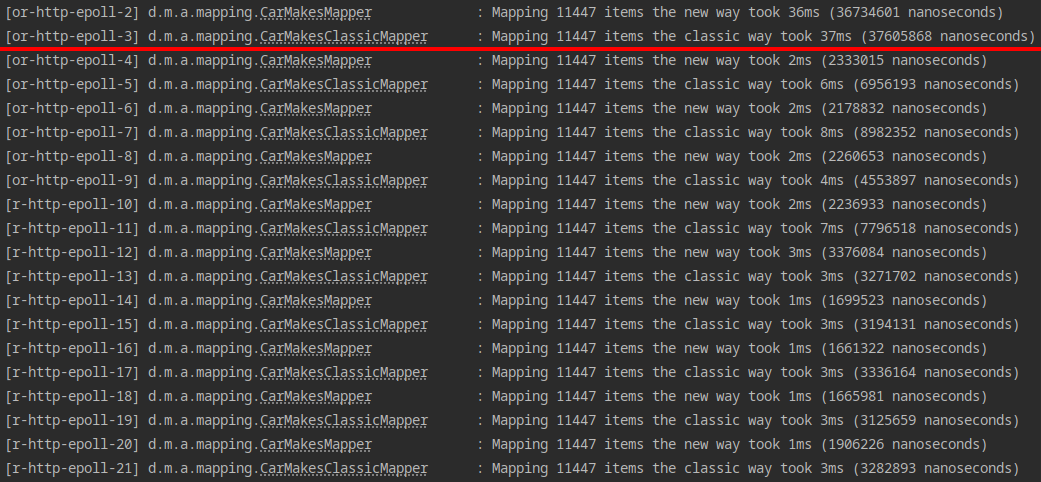 [or-http-epoll-2] d.m.a.mapping.CarMakesMapper : Mapping 11447 items the new way took 36ms (36734601 nanoseconds)
[or-http-epoll-3] d.m.a.mapping.CarMakesClassicMapper : Mapping 11447 items the classic way took 37ms (37605868 nanoseconds)
[or-http-epoll-4] d.m.a.mapping.CarMakesMapper : Mapping 11447 items the new way took 2ms (2333015 nanoseconds)
[or-http-epoll-5] d.m.a.mapping.CarMakesClassicMapper : Mapping 11447 items the classic way took 6ms (6956193 nanoseconds)
[or-http-epoll-6] d.m.a.mapping.CarMakesMapper : Mapping 11447 items the new way took 2ms (2178832 nanoseconds)
[or-http-epoll-7] d.m.a.mapping.CarMakesClassicMapper : Mapping 11447 items the classic way took 8ms (8982352 nanoseconds)
[or-http-epoll-8] d.m.a.mapping.CarMakesMapper : Mapping 11447 items the new way took 2ms (2260653 nanoseconds)
[or-http-epoll-9] d.m.a.mapping.CarMakesClassicMapper : Mapping 11447 items the classic way took 4ms (4553897 nanoseconds)
[r-http-epoll-10] d.m.a.mapping.CarMakesMapper : Mapping 11447 items the new way took 2ms (2236933 nanoseconds)
[r-http-epoll-11] d.m.a.mapping.CarMakesClassicMapper : Mapping 11447 items the classic way took 7ms (7796518 nanoseconds)
[r-http-epoll-12] d.m.a.mapping.CarMakesMapper : Mapping 11447 items the new way took 3ms (3376084 nanoseconds)
[r-http-epoll-13] d.m.a.mapping.CarMakesClassicMapper : Mapping 11447 items the classic way took 3ms (3271702 nanoseconds)
[r-http-epoll-14] d.m.a.mapping.CarMakesMapper : Mapping 11447 items the new way took 1ms (1699523 nanoseconds)
[r-http-epoll-15] d.m.a.mapping.CarMakesClassicMapper : Mapping 11447 items the classic way took 3ms (3194131 nanoseconds)
[r-http-epoll-16] d.m.a.mapping.CarMakesMapper : Mapping 11447 items the new way took 1ms (1661322 nanoseconds)
[r-http-epoll-17] d.m.a.mapping.CarMakesClassicMapper : Mapping 11447 items the classic way took 3ms (3336164 nanoseconds)
[r-http-epoll-18] d.m.a.mapping.CarMakesMapper : Mapping 11447 items the new way took 1ms (1665981 nanoseconds)
[r-http-epoll-19] d.m.a.mapping.CarMakesClassicMapper : Mapping 11447 items the classic way took 3ms (3125659 nanoseconds)
[r-http-epoll-20] d.m.a.mapping.CarMakesMapper : Mapping 11447 items the new way took 1ms (1906226 nanoseconds)
[r-http-epoll-21] d.m.a.mapping.CarMakesClassicMapper : Mapping 11447 items the classic way took 3ms (3282893 nanoseconds)